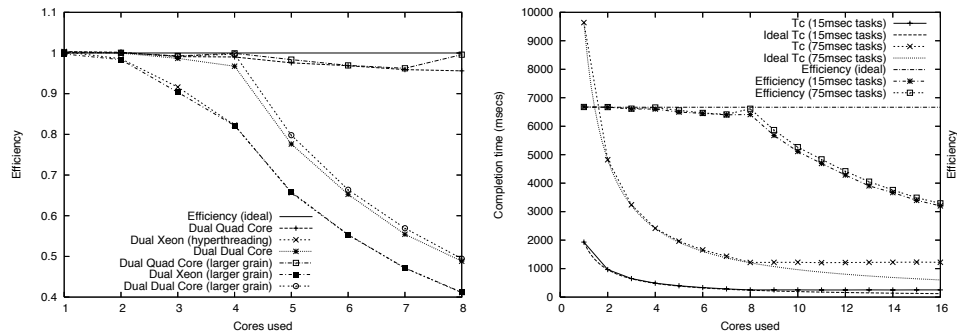 1.1
1
0.9
0.8
0.7
0.6
0.5
0.4
Efficiency
1 2 3 4 5 6 7 8
Cores used
Efficiency (ideal)
Dual Quad Core
Dual Xeon (hyperthreading)
Dual Dual Core
Dual Quad Core (larger grain)
Dual Xeon (larger grain)
Dual Dual Core (larger grain)
10000
9000
8000
7000
6000
5000
4000
3000
2000
1000
0
Completion time (msecs)
0 2 4 6 8 10 12 14 16
Cores used
Efficiency
Tc (15msec tasks)
Ideal Tc (15msec tasks)
Tc (75msec tasks)
Ideal Tc (75msec tasks)
Efficiency (ideal)
Efficiency (15msec tasks)
Efficiency (75msec tasks)